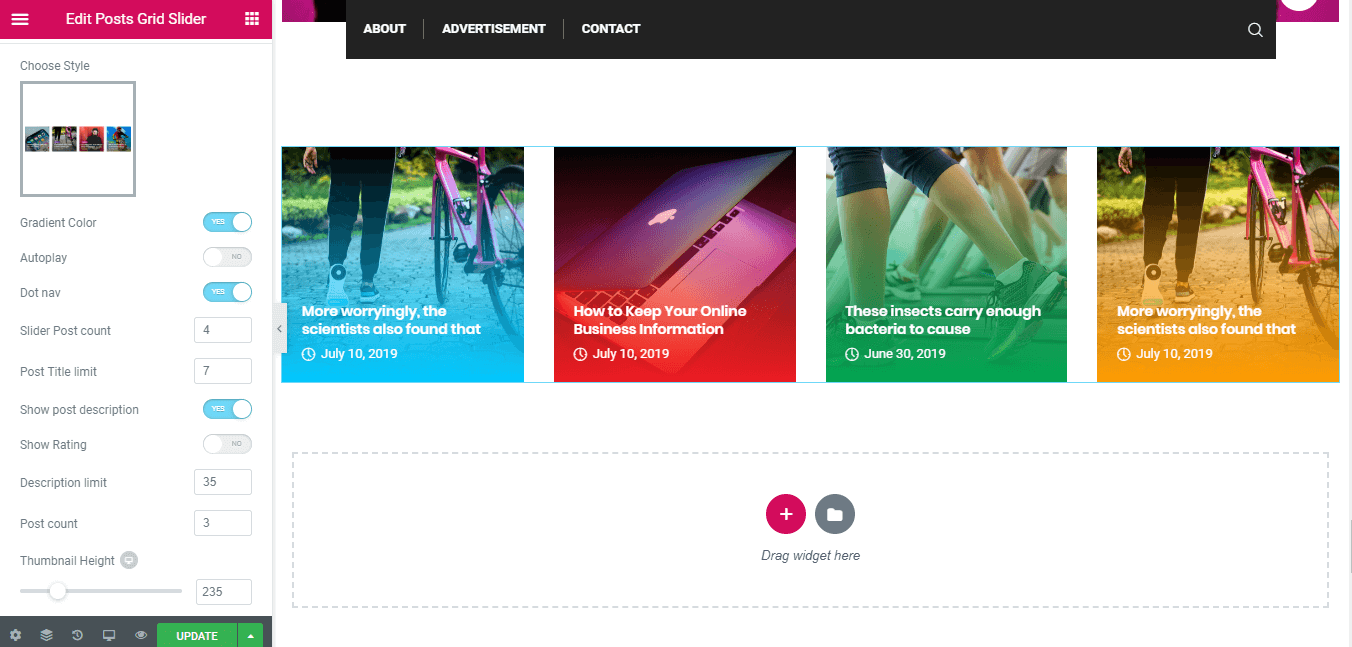 Edit Posts Grid Slider
Choose Style
Gradient Color YES
Autoplay NO
Dot nav YES
Slider Post count 4
Post Title limit 7
Show post description YES
Show Rating NO
Description limit 35
Post count 3
Thumbnail Height
235
UPDATE
ABOUT ADVERTISEMENT CONTACT
More worryingly, the
scientists also found that
July 10, 2019
How to Keep Your Online
Business Information
July 10, 2019
These insects carry enough
bacteria to cause
June 30, 2019
More worryingly, the
scientists also found that
July 10, 2019
Drag widget here